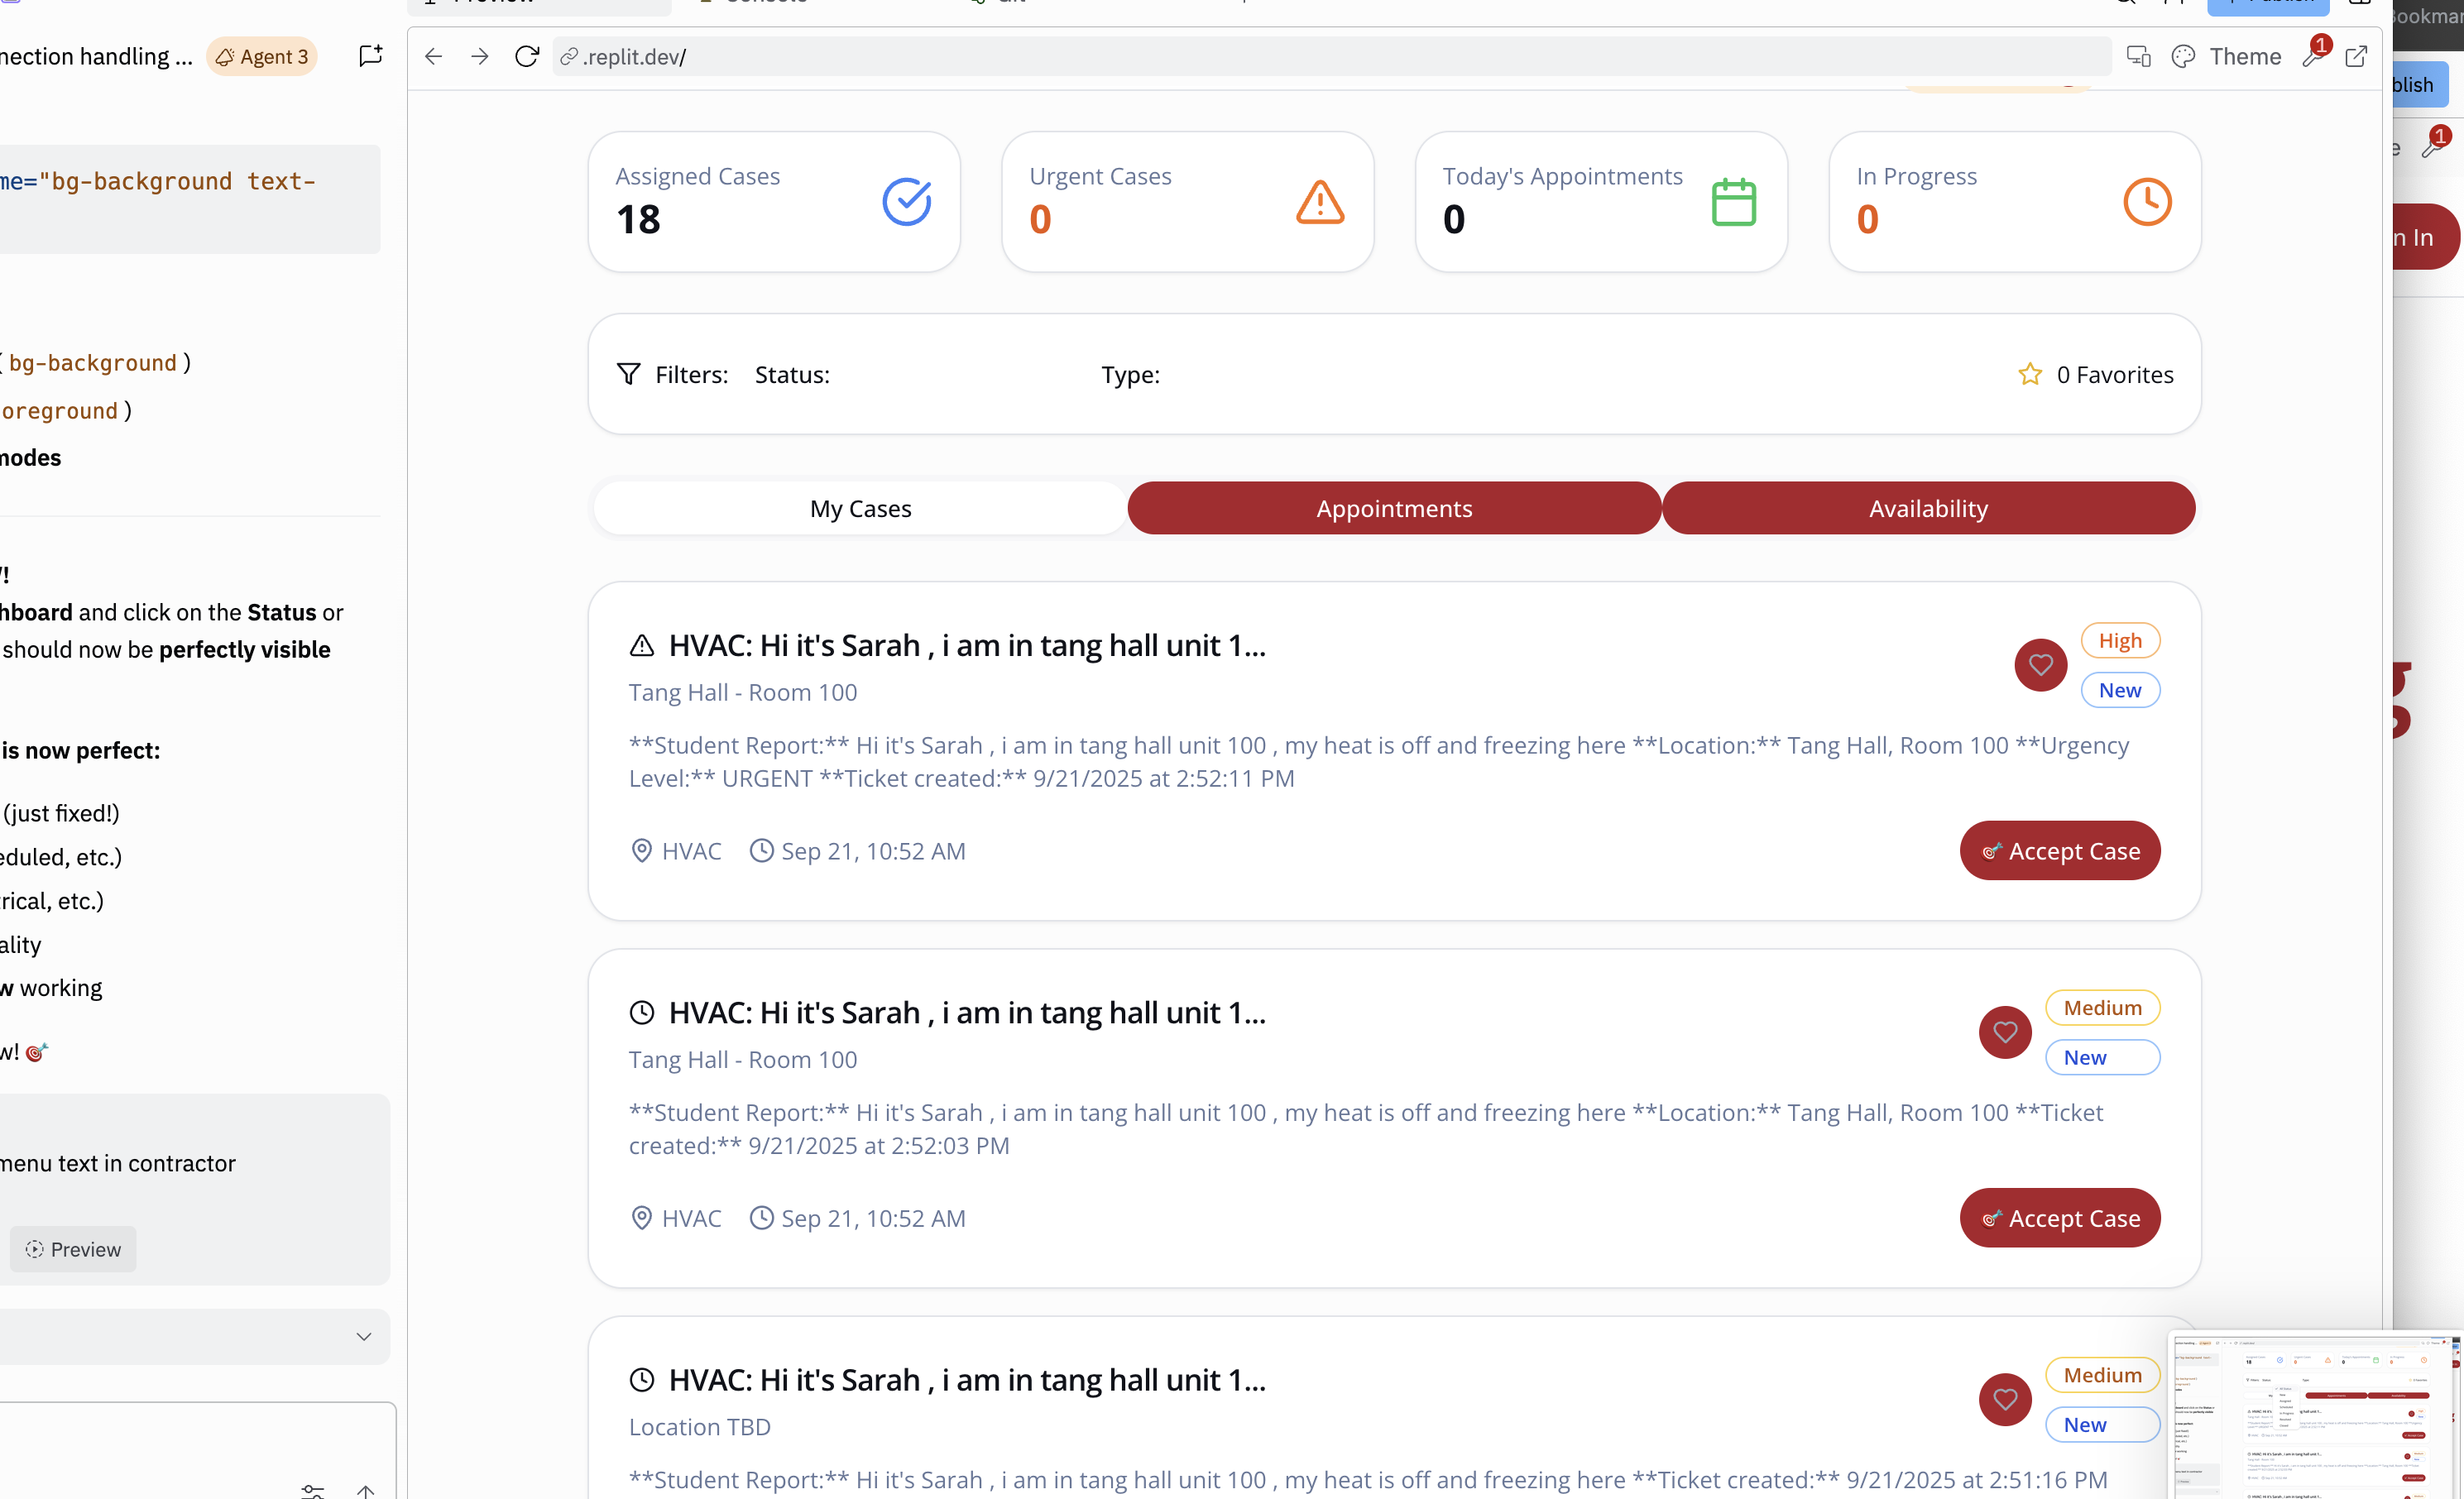 nection handling ...
Agent 3
me="bg-background text-
(bg-background)
oreground)
modes
/!
hboard and click on the Status or
should now be perfectly visible
is now perfect:
(just fixed!)
eduled, etc.)
rical, etc.)
ality
w working
w! 🎯
menu text in contractor
Preview
.replit.dev/
Theme
1
Assigned Cases
18
Urgent Cases
0
Today's Appointments
0
In Progress
0
Filters:
Status:
Type:
0 Favorites
My Cases
Appointments
Availability
HVAC: Hi it's Sarah , i am in tang hall unit 1...
High
New
Tang Hall - Room 100
**Student Report:** Hi it's Sarah , i am in tang hall unit 100 , my heat is off and freezing here **Location:** Tang Hall, Room 100 **Urgency
Level:** URGENT **Ticket created:** 9/21/2025 at 2:52:11 PM
HVAC
Sep 21, 10:52 AM
🎯 Accept Case
HVAC: Hi it's Sarah , i am in tang hall unit 1...
Medium
New
Tang Hall - Room 100
**Student Report:** Hi it's Sarah , i am in tang hall unit 100 , my heat is off and freezing here **Location:** Tang Hall, Room 100 **Ticket
created:** 9/21/2025 at 2:52:03 PM
HVAC
Sep 21, 10:52 AM
🎯 Accept Case
HVAC: Hi it's Sarah , i am in tang hall unit 1...
Medium
New
Location TBD
**Student Report:** Hi it's Sarah , i am in tang hall unit 100 , my heat is off and freezing here **Ticket created:** 9/21/2025 at 2:51:16 PM
Bookmar
blish
e
1
n In
g